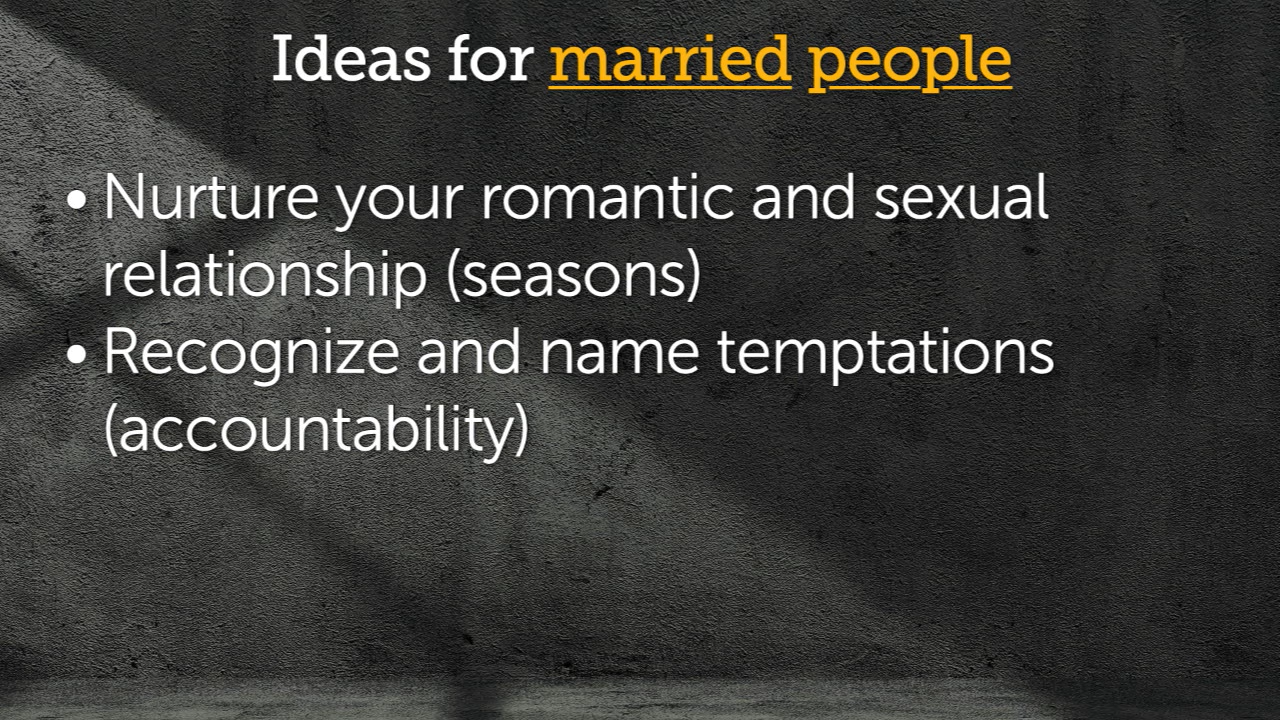 Ideas for married people
• Nurture your romantic and sexual
relationship (seasons)
• Recognize and name temptations
(accountability)